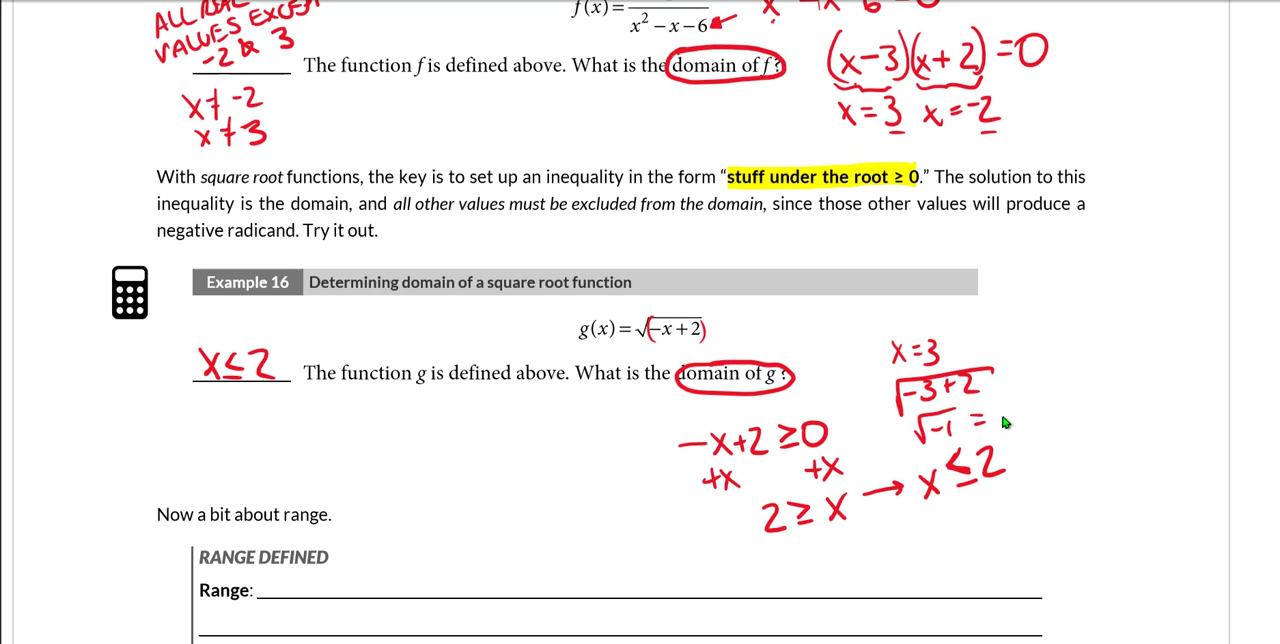 ALL REAL
VALUES EXCEPT
-2 & 3
f(x)=
x² − x − 6
(x-3)(x+2)=0
x=3 x=-2
The function f is defined above. What is the domain of f?
x≠-2
x≠3
With square root functions, the key is to set up an inequality in the form “stuff under the root ≥ 0.” The solution to this
inequality is the domain, and all other values must be excluded from the domain, since those other values will produce a
negative radicand. Try it out.
Example 16 Determining domain of a square root function
g(x)=√(−x+2)
x≤2 The function g is defined above. What is the domain of g?
x=3
√-3+2
√-1 =
-x+2 ≥0
+x +x
2≥x → x≤2
Now a bit about range.
RANGE DEFINED
Range: